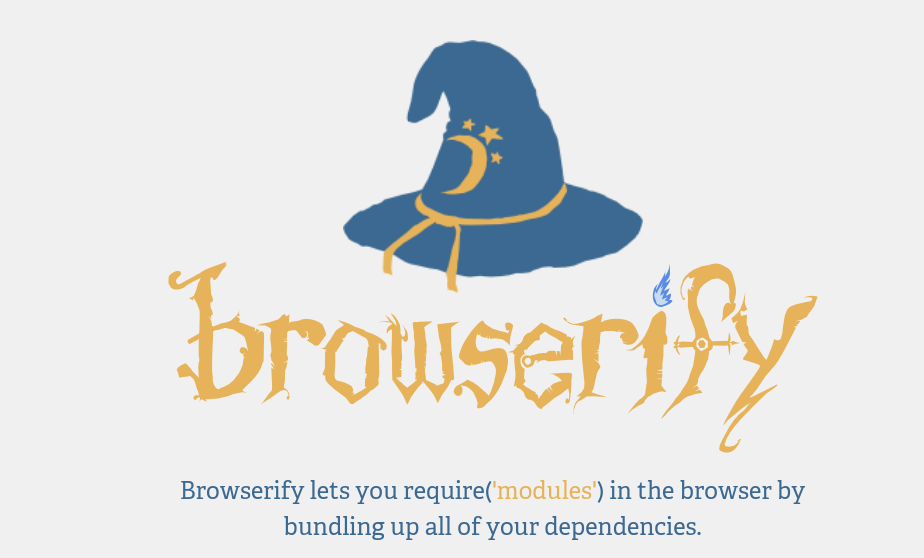 browserify
Browserify lets you require('modules') in the browser by
bundling up all of your dependencies.